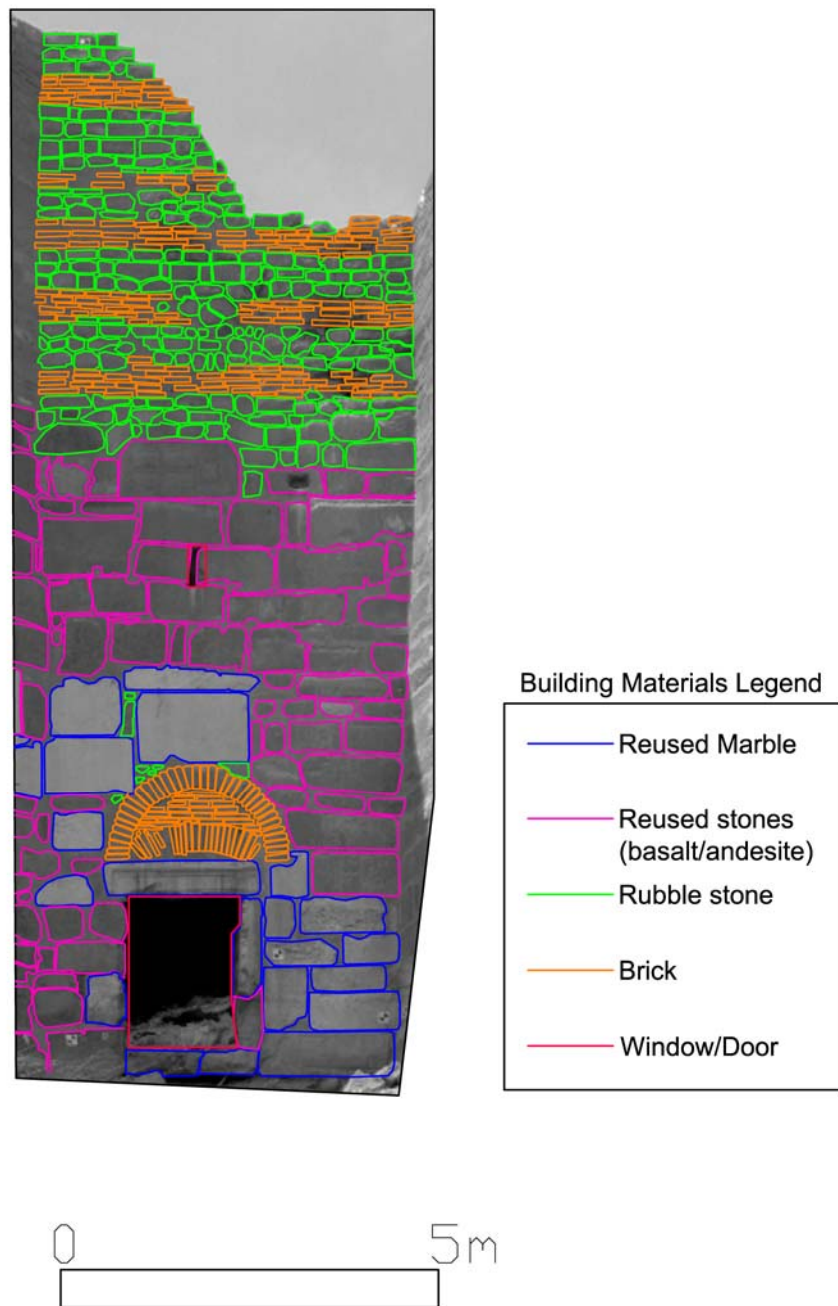 Building Materials Legend
Reused Marble
Reused stones
(basalt/andesite)
Rubble stone
Brick
Window/Door
0 5m